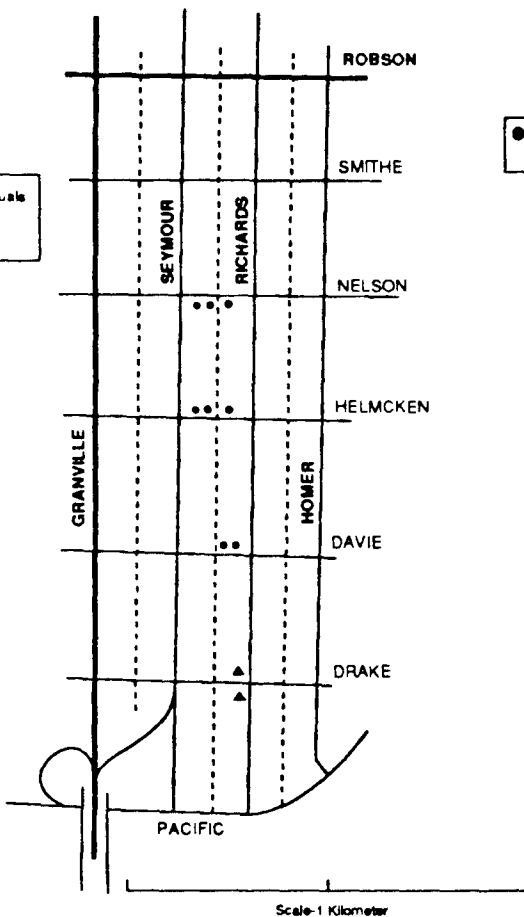 ROBSON
SMITHE
SEYMOUR
RICHARDS
NELSON
HELMCKEN
GRANVILLE
HOMER
DAVIE
DRAKE
PACIFIC
Scale-1 Kilometer